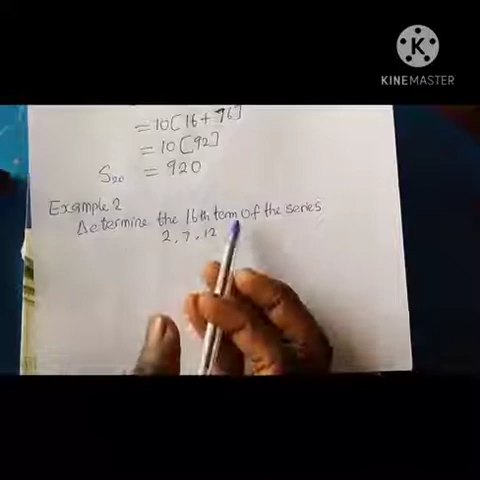 KINEMASTER
= 10[16 + 76]
= 10[92]
S20 = 920
Example 2
Determine the 16th term of the series
2, 7, 12